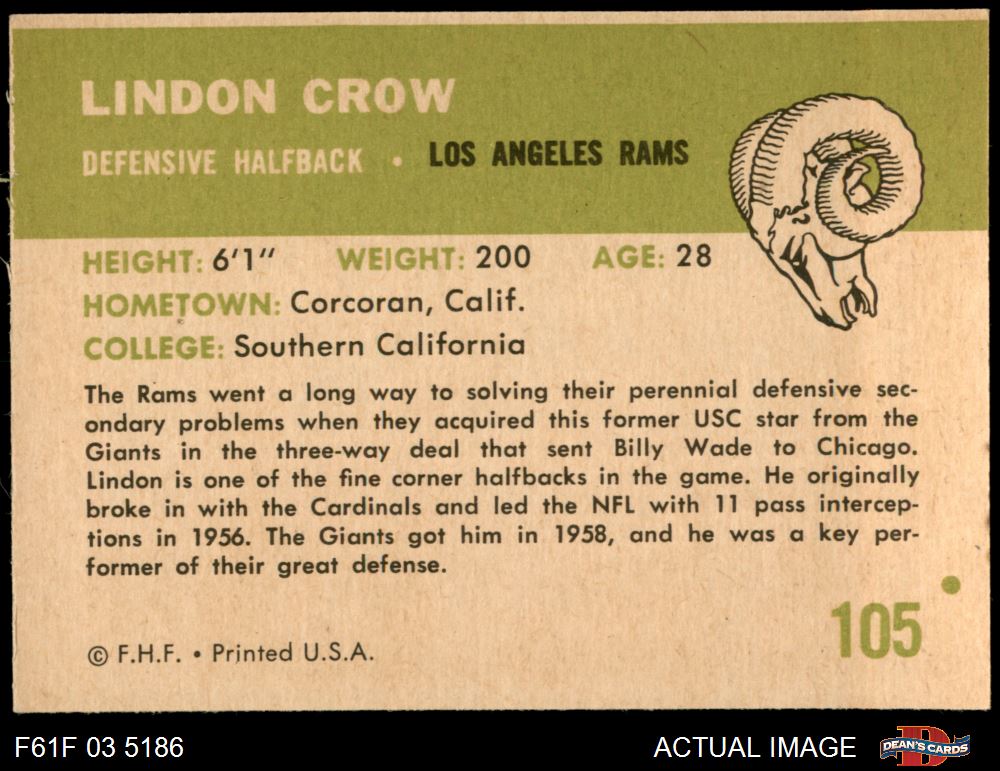 LINDON CROW
DEFENSIVE HALFBACK • LOS ANGELES RAMS
HEIGHT: 6'1" WEIGHT: 200 AGE: 28
HOMETOWN: Corcoran, Calif.
COLLEGE: Southern California
The Rams went a long way to solving their perennial defensive sec-
ondary problems when they acquired this former USC star from the
Giants in the three-way deal that sent Billy Wade to Chicago.
Lindon is one of the fine corner halfbacks in the game. He originally
broke in with the Cardinals and led the NFL with 11 pass intercep-
tions in 1956. The Giants got him in 1958, and he was a key per-
former of their great defense.
105
© F.H.F. • Printed U.S.A.
F61F 03 5186 ACTUAL IMAGE DEAN'S CARDS